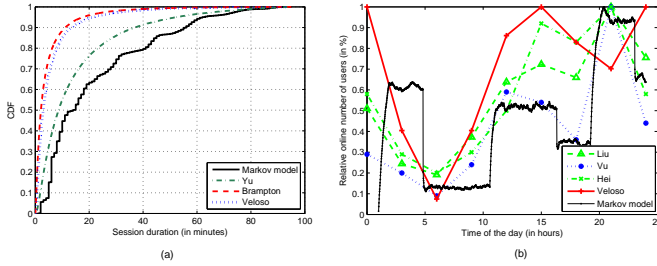 1
0.9
0.8
0.7
0.6
0.5
0.4
0.3
0.2
0.1
0
CDF
0 20 40 60 80 100
Session duration (in minutes)
Markov model
Yu
Brampton
Veloso
(a)
1
0.9
0.8
0.7
0.6
0.5
0.4
0.3
0.2
0.1
0
Relative online number of users (in %)
0 5 10 15 20
Time of the day (in hours)
Liu
Vu
Hei
Veloso
Markov model
(b)